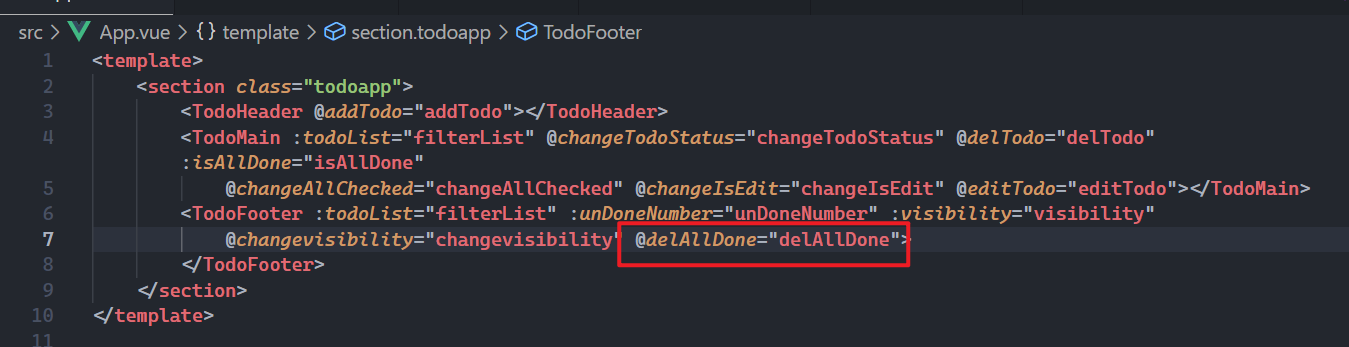 src > App.vue > {} template > section.todoapp > TodoFooter
1 <template>
2 <section class="todoapp">
3 <TodoHeader @addTodo="addTodo"></TodoHeader>
4 <TodoMain :todoList="filterList" @changeTodoStatus="changeTodoStatus" @delTodo="delTodo"
:isAllDone="isAllDone"
5 @changeAllChecked="changeAllChecked" @changeIsEdit="changeIsEdit" @editTodo="editTodo"></TodoMain>
6 <TodoFooter :todoList="filterList" :unDoneNumber="unDoneNumber" :visibility="visibility"
7 @changevisibility="changevisibility" @delAllDone="delAllDone">
8 </TodoFooter>
9 </section>
10 </template>
11